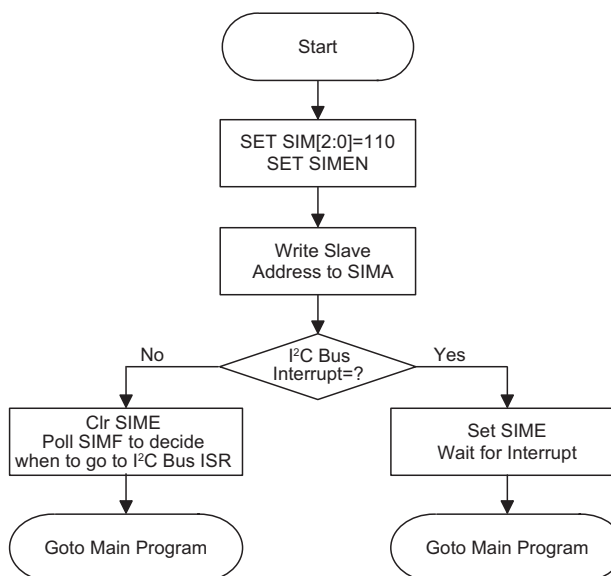 Start
SET SIM[2:0]=110
SET SIMEN
Write Slave
Address to SIMA
I²C Bus
Interrupt=?
No
Yes
Clr SIME
Poll SIMF to decide
when to go to I²C Bus ISR
Set SIME
Wait for Interrupt
Goto Main Program
Goto Main Program